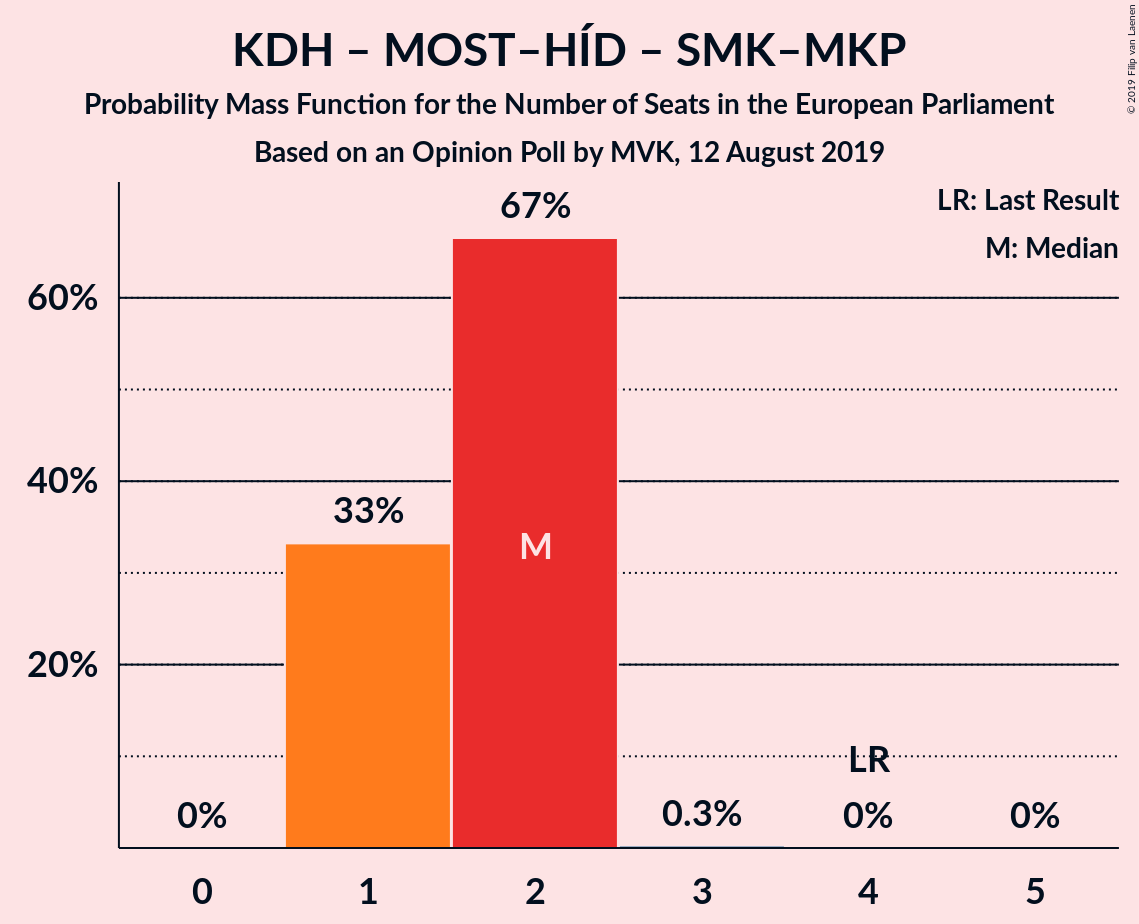 KDH – MOST–HÍD – SMK–MKP
Probability Mass Function for the Number of Seats in the European Parliament
Based on an Opinion Poll by MVK, 12 August 2019
© 2019 Filip van Laenen
LR: Last Result
M: Median
67%
60%
40%
33%
M
20%
LR
0%
0.3%
0%
0%
0 1 2 3 4 5